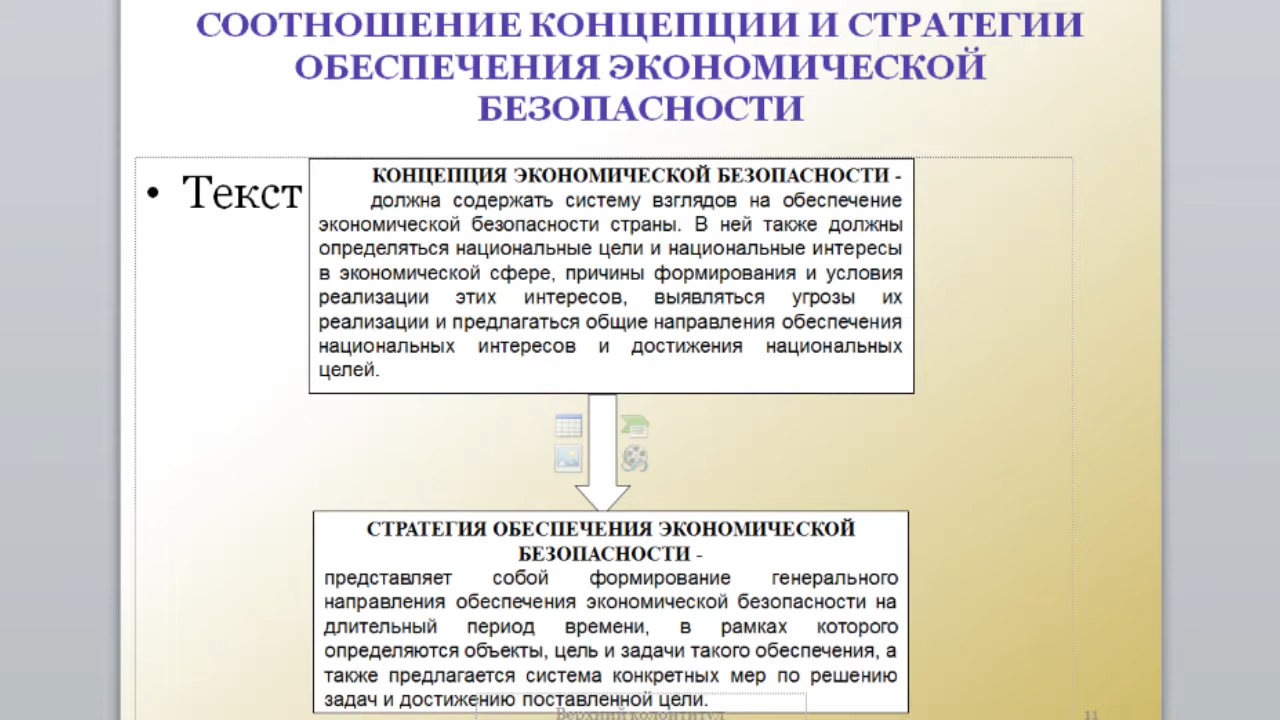 СООТНОШЕНИЕ КОНЦЕПЦИИ И СТРАТЕГИИ
ОБЕСПЕЧЕНИЯ ЭКОНОМИЧЕСКОЙ
БЕЗОПАСНОСТИ
• Текст
КОНЦЕПЦИЯ ЭКОНОМИЧЕСКОЙ БЕЗОПАСНОСТИ -
должна содержать систему взглядов на обеспечение
экономической безопасности страны. В ней также должны
определяться национальные цели и национальные интересы
в экономической сфере, причины формирования и условия
реализации этих интересов, выявляться угрозы их
реализации и предлагаться общие направления обеспечения
национальных интересов и достижения национальных
целей.
СТРАТЕГИЯ ОБЕСПЕЧЕНИЯ ЭКОНОМИЧЕСКОЙ
БЕЗОПАСНОСТИ -
представляет собой формирование генерального
направления обеспечения экономической безопасности на
длительный период времени, в рамках которого
определяются объекты, цель и задачи такого обеспечения, а
также предлагается система конкретных мер по решению
задач и достижению поставленной цели.
Верхний колонтитул
11